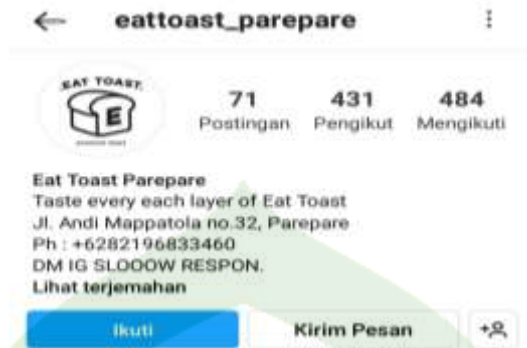 eattoast_parepare
EAT TOAST.
E
71 431 484
Postingan Pengikut Mengikuti
Eat Toast Parepare
Taste every each layer of Eat Toast
Jl. Andi Mappatola no.32, Parepare
Ph : +6282196833460
DM IG SLOOOW RESPON.
Lihat terjemahan
Ikuti Kirim Pesan